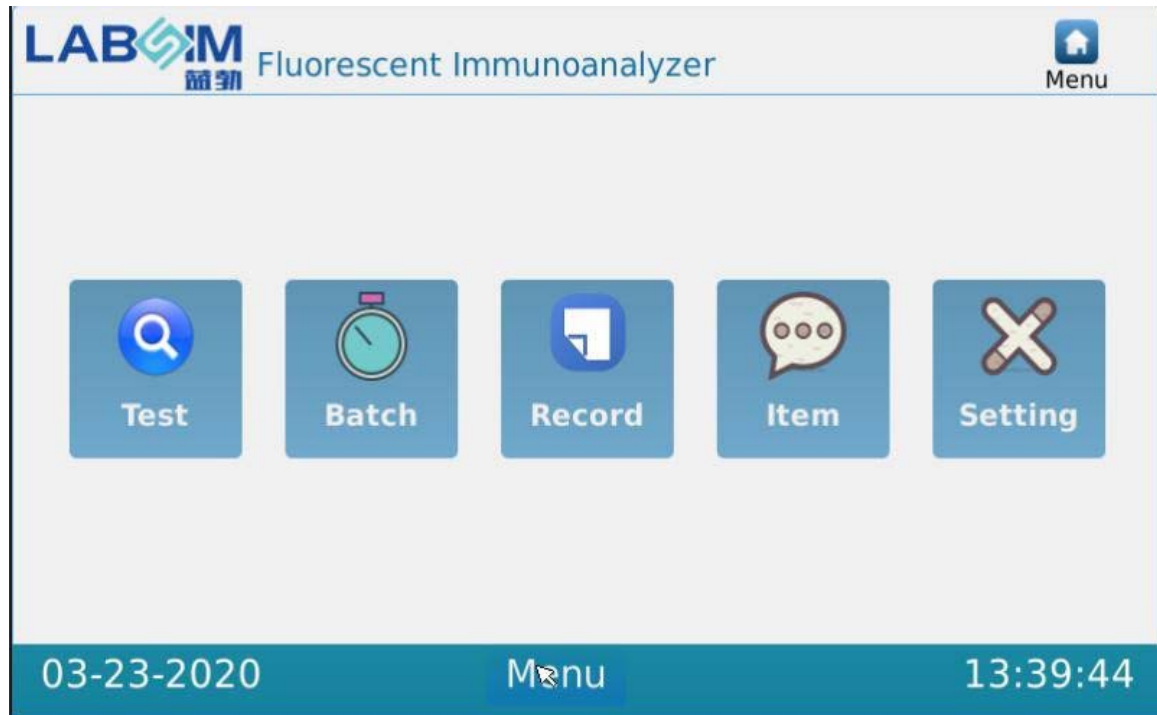 LABSIM
蓝勃
Fluorescent Immunoanalyzer
Menu
Test
Batch
Record
Item
Setting
03-23-2020
Menu
13:39:44